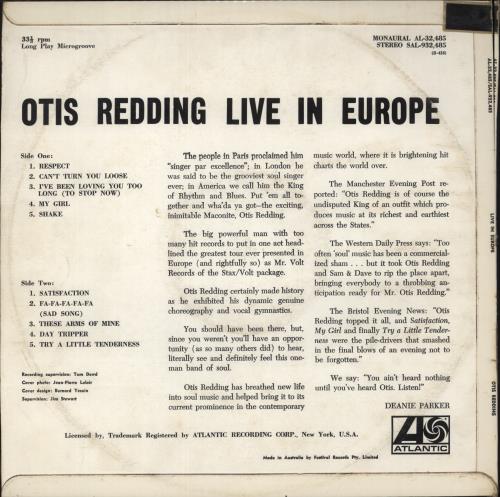 33⅓ rpm
Long Play Microgroove
MONAURAL AL-32,485
STEREO SAL-932,485
OTIS REDDING LIVE IN EUROPE
Side One:
1. RESPECT
2. CAN'T TURN YOU LOOSE
3. I'VE BEEN LOVING YOU TOO
LONG (TO STOP NOW)
4. MY GIRL
5. SHAKE
Side Two:
1. SATISFACTION
2. FA-FA-FA-FA-FA
(SAD SONG)
3. THESE ARMS OF MINE
4. DAY TRIPPER
5. TRY A LITTLE TENDERNESS
Recording supervision: Tom Dowd
Cover photo: Jean-Pierre Leloir
Cover design: Bernard Yezsin
Supervision: Jim Stewart
The people in Paris proclaimed him
"singer par excellence"; in London he
was said to be the grooviest soul singer
ever; in America we call him the King
of Rhythm and Blues. Put 'em all to-
gether and wha'da ya got–the exciting,
inimitable Maconite, Otis Redding.
The big powerful man with too
many hit records to put in one act head-
lined the greatest tour ever presented in
Europe (and rightfully so) as Mr. Volt
Records of the Stax/Volt package.
Otis Redding certainly made history
as he exhibited his dynamic genuine
choreography and vocal gymnastics.
You should have been there, but,
since you weren't you'll have an oppor-
tunity (as so many others did) to hear,
literally see and definitely feel this one-
man band of soul.
Otis Redding has breathed new life
into soul music and helped bring it to its
current prominence in the contemporary
music world, where it is brightening hit
charts the world over.
The Manchester Evening Post re-
ported: "Otis Redding is of course the
undisputed King of an outfit which pro-
duces music at its richest and earthiest
across the States."
The Western Daily Press says: "Too
often 'soul' music has been a commercial-
ized sham . . . but it took Otis Redding
and Sam & Dave to rip the place apart,
bringing everybody to a throbbing an-
ticipation ready for Mr. Otis Redding."
The Bristol Evening News: "Otis
Redding topped it all, and Satisfaction,
My Girl and finally Try a Little Tender-
ness were the pile-drivers that smashed
in the final blows of an evening not to
be forgotten."
We say: "You ain't heard nothing
until you've heard Otis. Listen!"
DEANIE PARKER
ATLANTIC
Licensed by, Trademark Registered by ATLANTIC RECORDING CORP., New York, U.S.A.
Made in Australia by Festival Records Pty. Limited
AL-32,485/SAL-932,485
LIVE IN EUROPE
OTIS REDDING